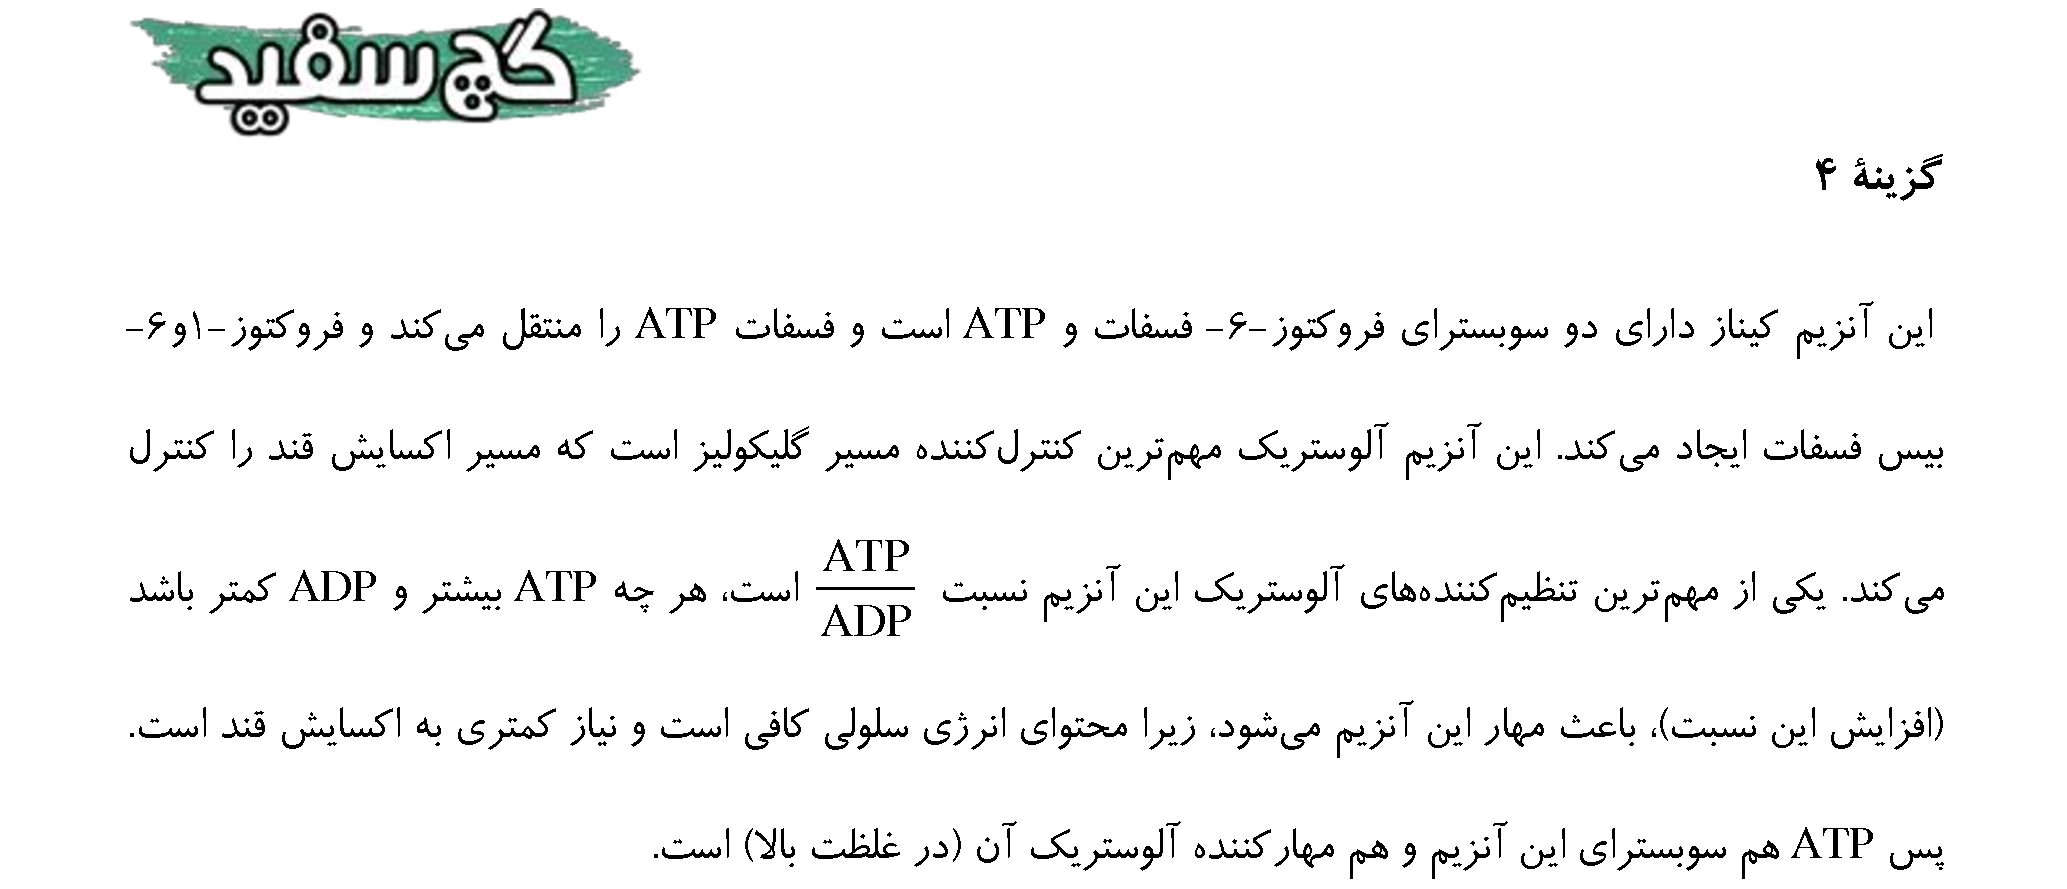 گچ سفید
گزینهٔ ۴
این آنزیم کیناز دارای دو سوبسترای فروکتوز-۶- فسفات و ATP است و فسفات ATP را منتقل می‌کند و فروکتوز-۱و۶-
بیس فسفات ایجاد می‌کند. این آنزیم آلوستریک مهم‌ترین کنترل‌کننده مسیر گلیکولیز است که مسیر اکسایش قند را کنترل
می‌کند. یکی از مهم‌ترین تنظیم‌کننده‌های آلوستریک این آنزیم نسبت ATP/ADP است، هر چه ATP بیشتر و ADP کمتر باشد
(افزایش این نسبت)، باعث مهار این آنزیم می‌شود، زیرا محتوای انرژی سلولی کافی است و نیاز کمتری به اکسایش قند است.
پس ATP هم سوبسترای این آنزیم و هم مهارکننده آلوستریک آن (در غلظت بالا) است.